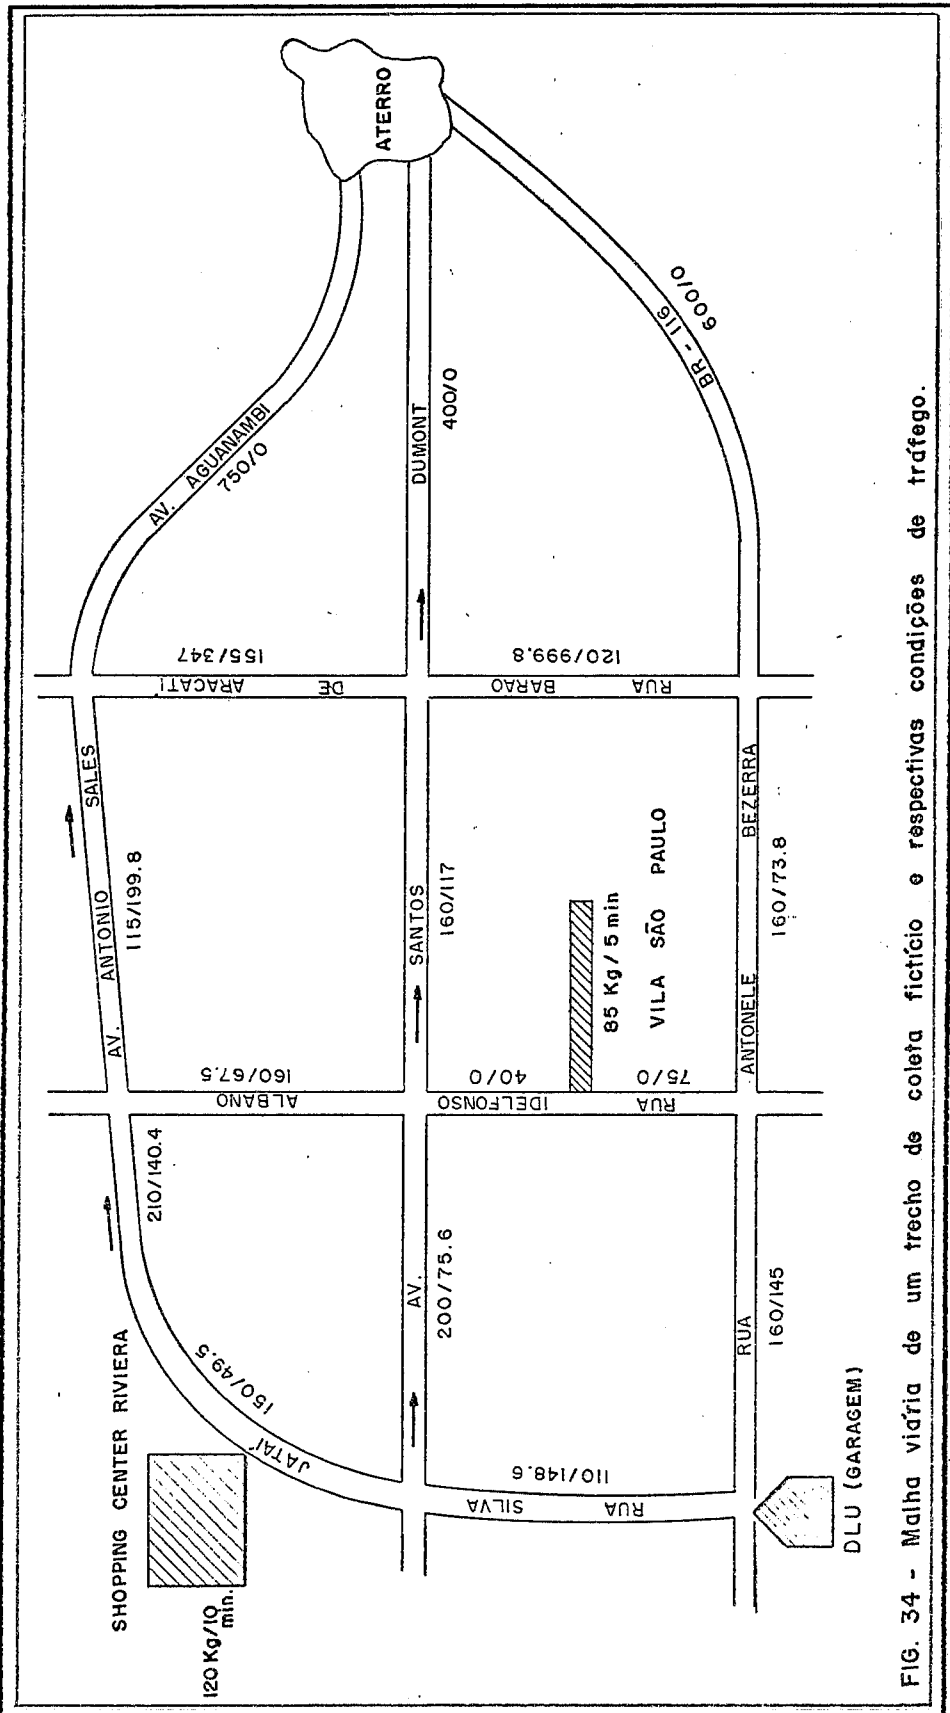 ATERRO
AV. AGUANAMBI
750/0
DUMONT
400/0
BR - 116
600/0
155/347
ARACATÍ
DE
120/999.8
BARAO
RUA
SALES
ANTONIO
AV.
115/199.8
SANTOS
160/117
BEZERRA
ANTONELE
160/73.8
85 Kg / 5 min
VILA SÃO PAULO
160/67.5
ALBANO
40/0
IDELFONSO
75/0
RUA
210/140.4
AV.
200/75.6
RUA
160/145
SHOPPING CENTER RIVIERA
120 Kg/10
min.
150/49.5
JATAÍ
110/148.6
SILVA
RUA
DLU (GARAGEM)
FIG. 34 - Malha viária de um trecho de coleta fictício e respectivas condições de tráfego.